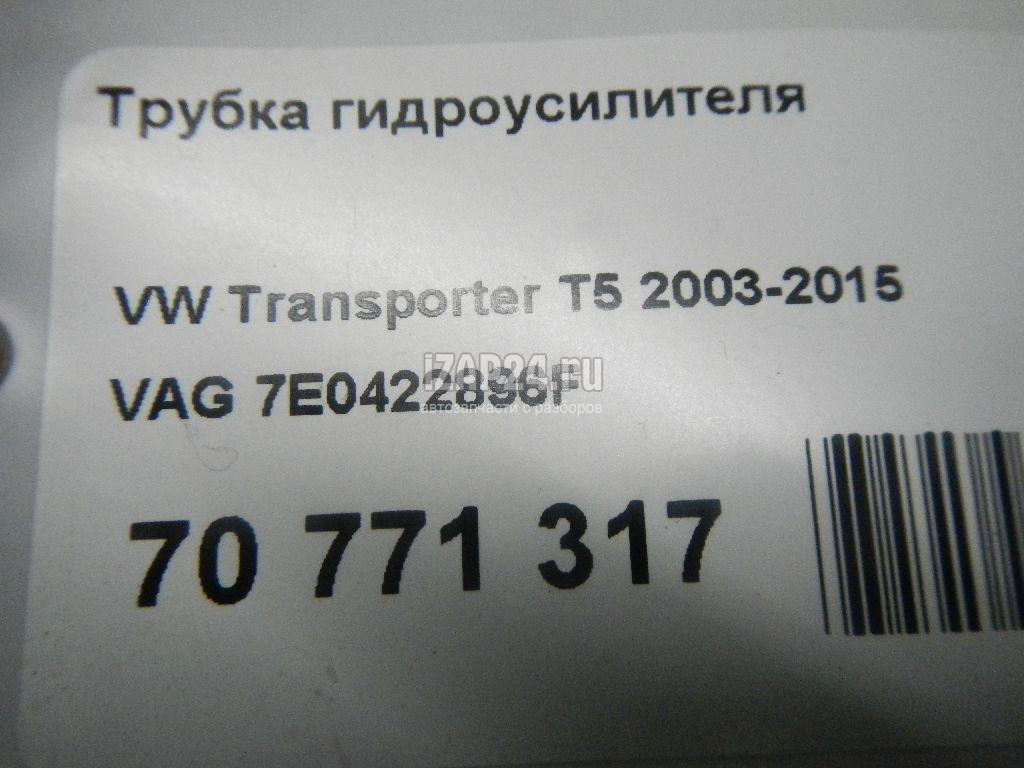 Трубка гидроусилителя
VW Transporter T5 2003-2015
VAG 7E0422896F
iZAP24.ru
автозапчасти с разборов
70 771 317